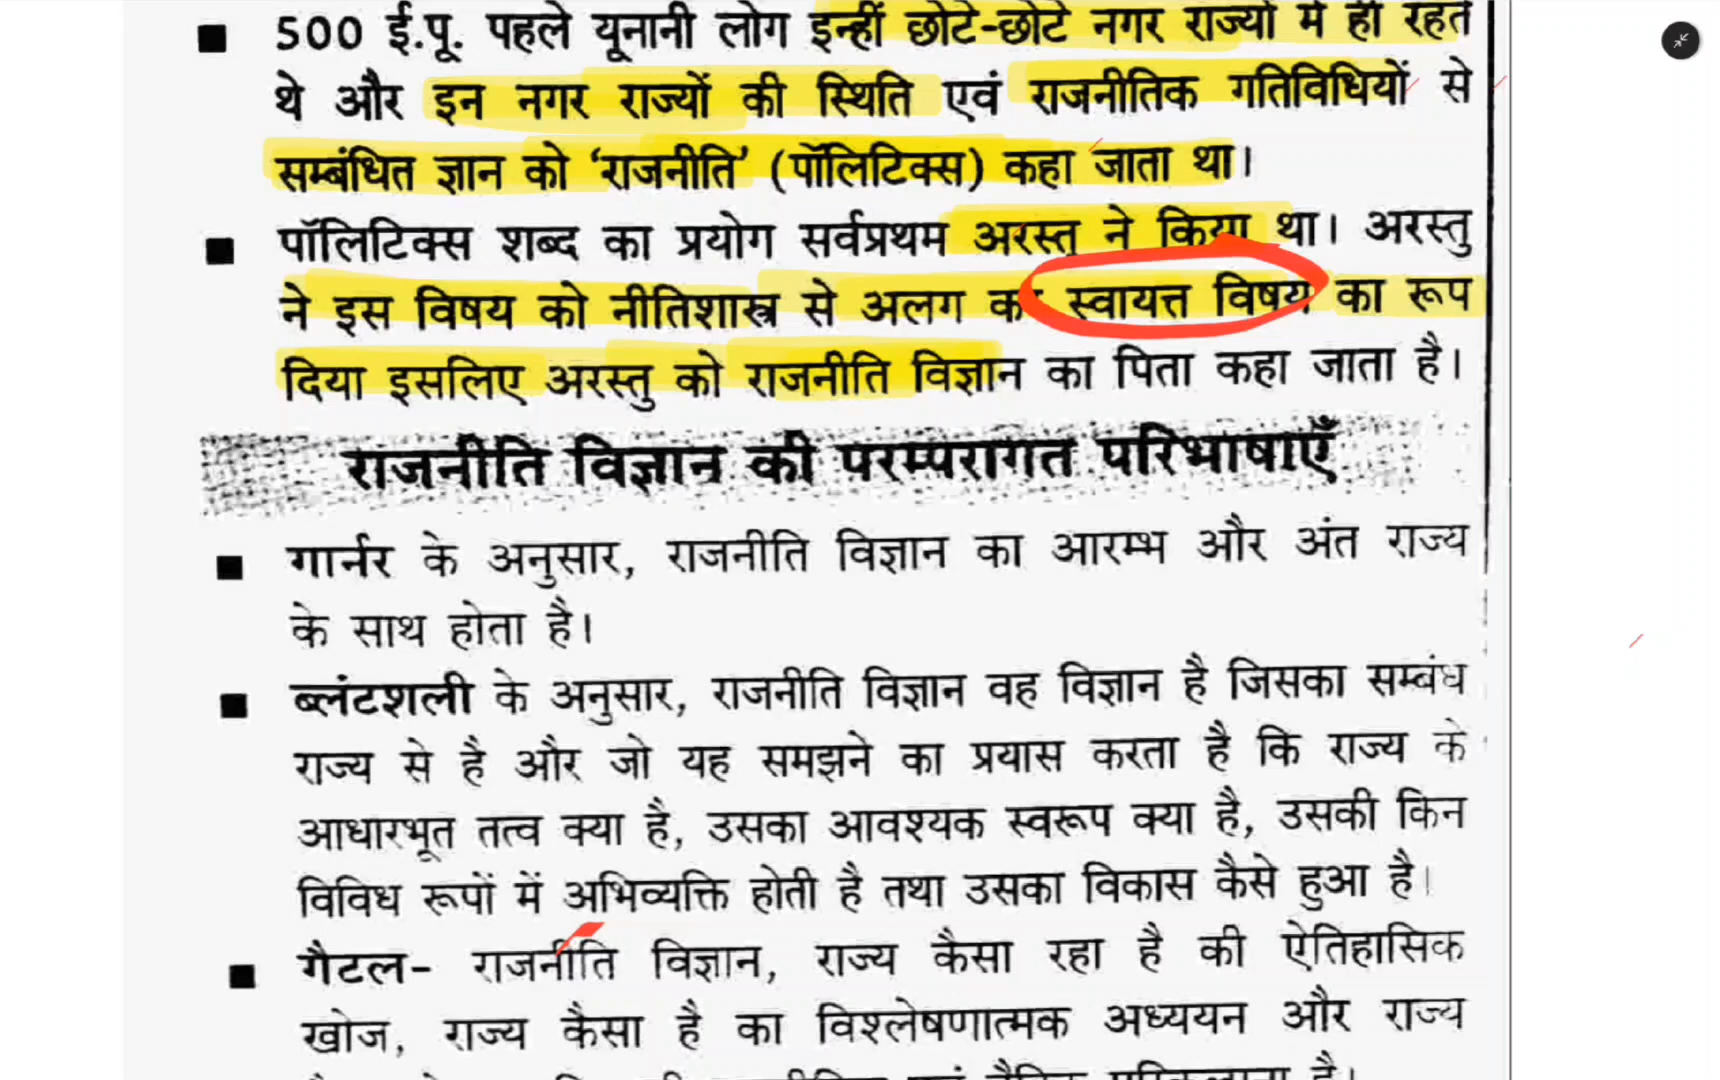 500 ई.पू. पहले यूनानी लोग इन्हीं छोटे-छोटे नगर राज्यों में ही रहते
थे और इन नगर राज्यों की स्थिति एवं राजनीतिक गतिविधियों से
सम्बंधित ज्ञान को ‘राजनीति’ (पॉलिटिक्स) कहा जाता था।
पॉलिटिक्स शब्द का प्रयोग सर्वप्रथम अरस्तु ने किया था। अरस्तु
ने इस विषय को नीतिशास्त्र से अलग कर स्वायत्त विषय का रूप
दिया इसलिए अरस्तु को राजनीति विज्ञान का पिता कहा जाता है।
राजनीति विज्ञान की परम्परागत परिभाषाएँ
गार्नर के अनुसार, राजनीति विज्ञान का आरम्भ और अंत राज्य
के साथ होता है।
ब्लंटशली के अनुसार, राजनीति विज्ञान वह विज्ञान है जिसका सम्बंध
राज्य से है और जो यह समझने का प्रयास करता है कि राज्य के
आधारभूत तत्व क्या है, उसका आवश्यक स्वरूप क्या है, उसकी किन
विविध रूपों में अभिव्यक्ति होती है तथा उसका विकास कैसे हुआ है।
गैटल- राजनीति विज्ञान, राज्य कैसा रहा है की ऐतिहासिक
खोज, राज्य कैसा है का विश्लेषणात्मक अध्ययन और राज्य